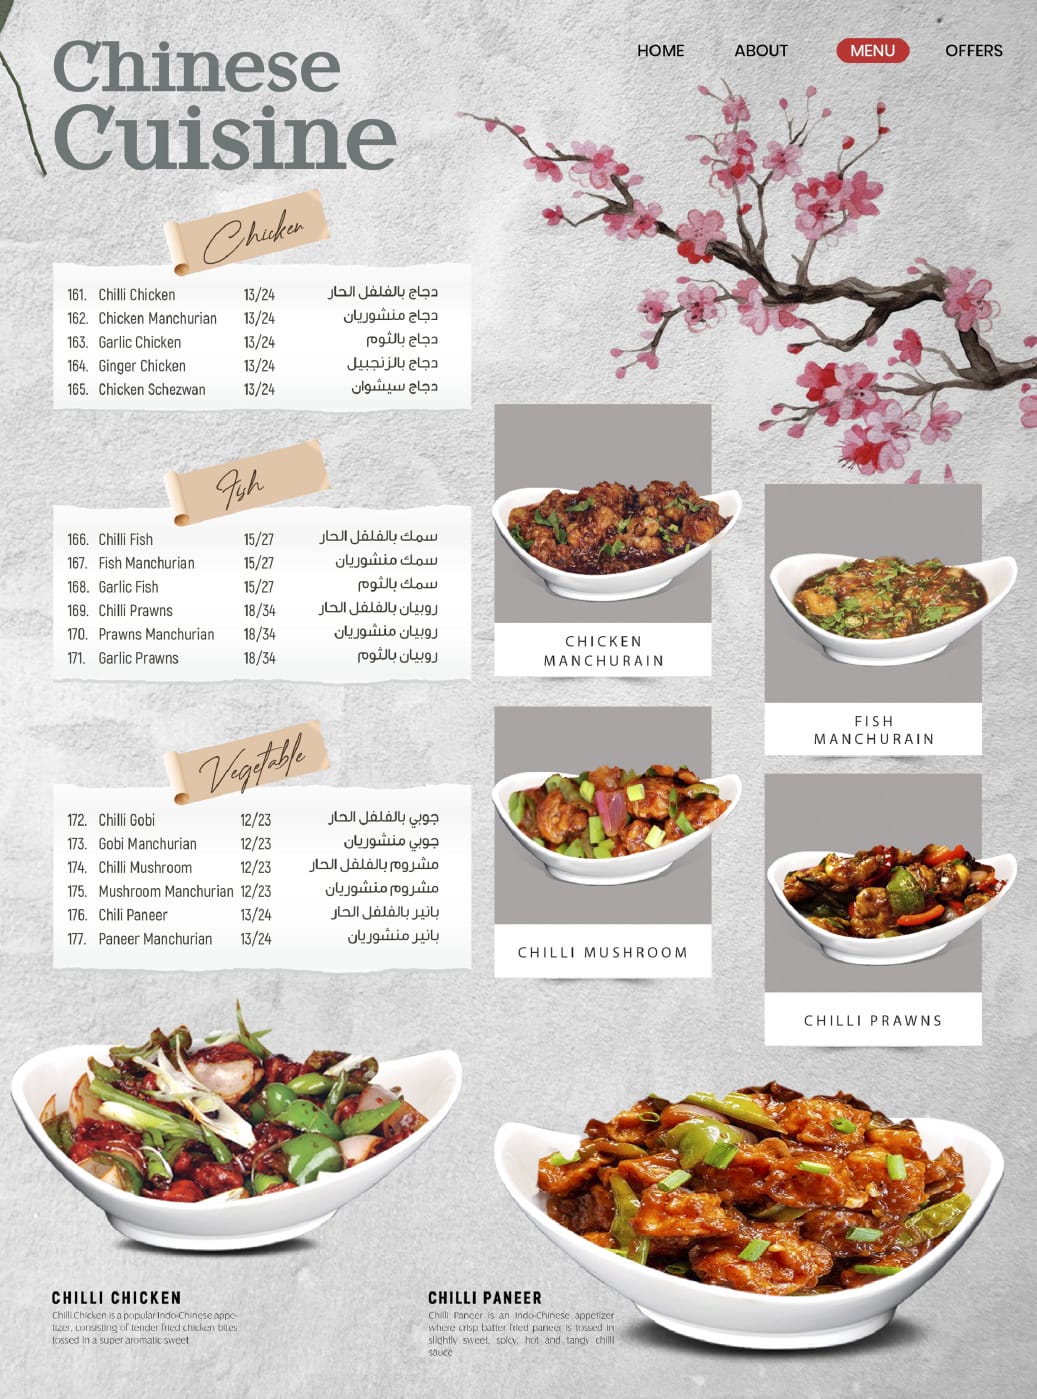 Chinese
Cuisine
HOME ABOUT MENU OFFERS
Chicken
161. Chilli Chicken 13/24 دجاج بالفلفل الحار
162. Chicken Manchurian 13/24 دجاج منشوريان
163. Garlic Chicken 13/24 دجاج بالثوم
164. Ginger Chicken 13/24 دجاج بالزنجبيل
165. Chicken Schezwan 13/24 دجاج سيشوان
Fish
166. Chilli Fish 15/27 سمك بالفلفل الحار
167. Fish Manchurian 15/27 سمك منشوريان
168. Garlic Fish 15/27 سمك بالثوم
169. Chilli Prawns 18/34 روبيان بالفلفل الحار
170. Prawns Manchurian 18/34 روبيان منشوريان
171. Garlic Prawns 18/34 روبيان بالثوم
Vegetable
172. Chilli Gobi 12/23 جوبي بالفلفل الحار
173. Gobi Manchurian 12/23 جوبي منشوريان
174. Chilli Mushroom 12/23 مشروم بالفلفل الحار
175. Mushroom Manchurian 12/23 مشروم منشوريان
176. Chili Paneer 13/24 بانير بالفلفل الحار
177. Paneer Manchurian 13/24 بانير منشوريان
CHICKEN
MANCHURAIN
FISH
MANCHURAIN
CHILLI MUSHROOM
CHILLI PRAWNS
CHILLI CHICKEN
Chilli Chicken is a popular Indo-Chinese appe-
tizer, consisting of tender fried chicken bites
tossed in a super aromatic sweet
CHILLI PANEER
Chilli Paneer is an Indo-Chinese appetizer
where crisp batter fried paneer is tossed in
slightly sweet, spicy, hot and tangy chilli
sauce